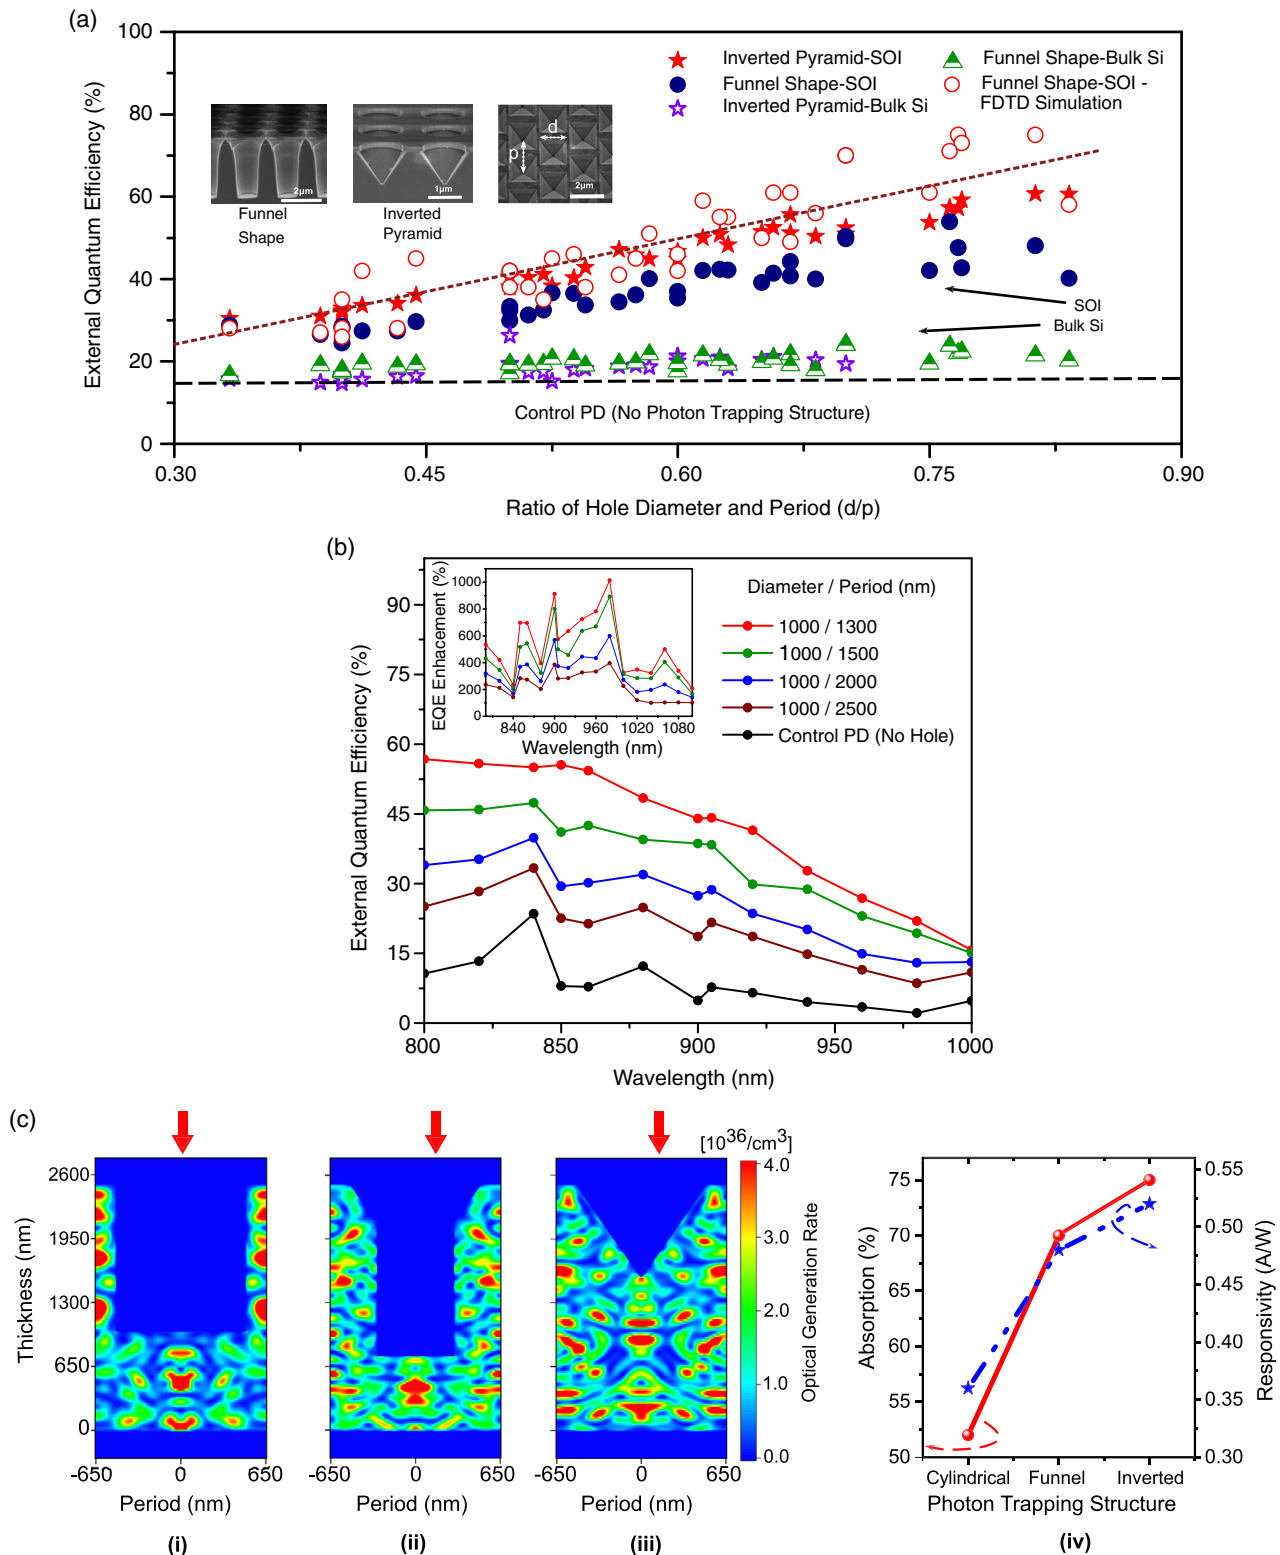 (a)
100
80
60
40
20
0
External Quantum Efficiency (%)
Inverted Pyramid-SOI
Funnel Shape-SOI
Inverted Pyramid-Bulk Si
Funnel Shape-Bulk Si
Funnel Shape-SOI -
FDTD Simulation
2µm
Funnel
Shape
1µm
Inverted
Pyramid
d
p
2µm
SOI
Bulk Si
Control PD (No Photon Trapping Structure)
0.30
0.45
0.60
0.75
0.90
Ratio of Hole Diameter and Period (d/p)
(b)
90
75
60
45
30
15
0
External Quantum Efficiency (%)
1000
800
600
400
200
0
EQE Enhacement (%)
840
900
960
1020
1080
Wavelength (nm)
Diameter / Period (nm)
1000 / 1300
1000 / 1500
1000 / 2000
1000 / 2500
Control PD (No Hole)
800
850
900
950
1000
Wavelength (nm)
(c)
2600
1950
1300
650
0
Thickness (nm)
-650
0
650
Period (nm)
(i)
-650
0
650
Period (nm)
(ii)
-650
0
650
Period (nm)
(iii)
[10^36/cm^3]
4.0
3.0
2.0
1.0
0.0
Optical Generation Rate
75
70
65
60
55
50
Absorption (%)
0.55
0.50
0.45
0.40
0.35
0.30
Responsivity (A/W)
Cylindrical
Funnel
Inverted
Photon Trapping Structure
(iv)